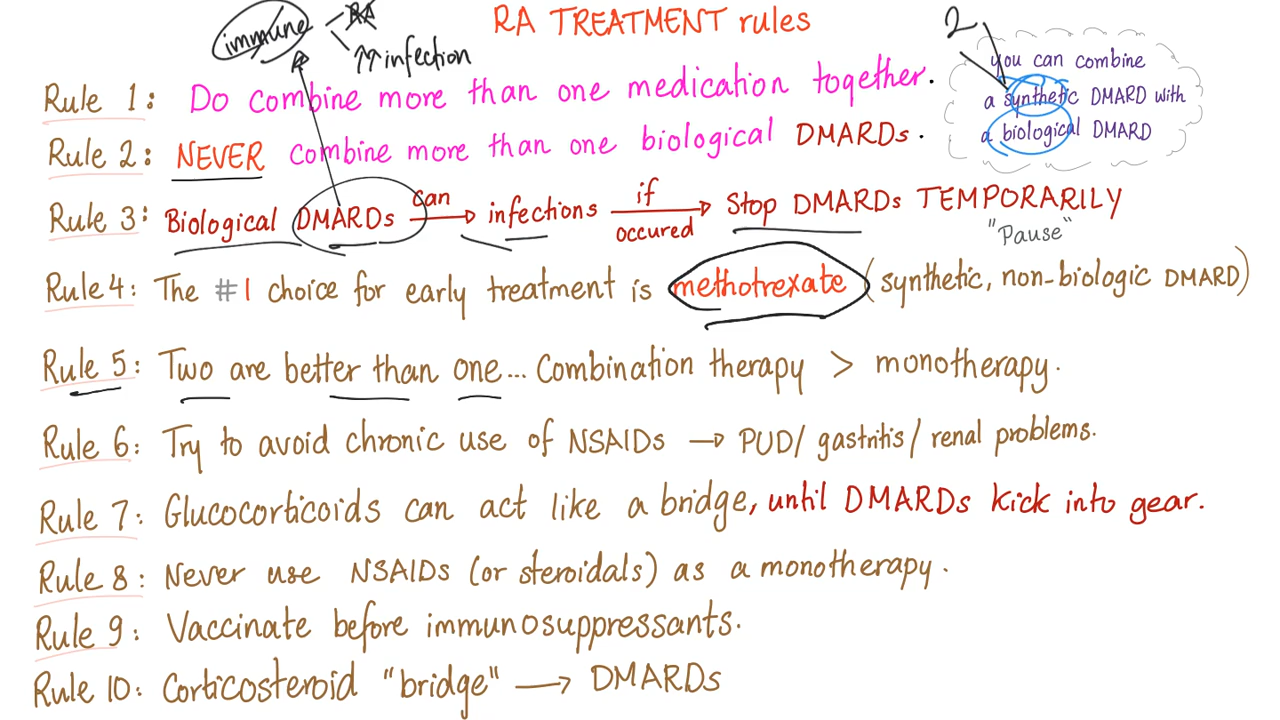 RA TREATMENT rules
immune
RA
↑↑ infection
2
you can combine
a synthetic DMARD with
a biological DMARD
Rule 1: Do combine more than one medication together.
Rule 2: NEVER combine more than one biological DMARDs.
Rule 3: Biological DMARDs can → infections if occured → Stop DMARDs TEMPORARILY
"Pause"
Rule 4: The #1 choice for early treatment is methotrexate (synthetic, non-biologic DMARD)
Rule 5: Two are better than one... Combination therapy > monotherapy.
Rule 6: Try to avoid chronic use of NSAIDs → PUD/ gastritis/ renal problems.
Rule 7: Glucocorticoids can act like a bridge, until DMARDs kick into gear.
Rule 8: Never use NSAIDs (or steroidals) as a monotherapy.
Rule 9: Vaccinate before immunosuppressants.
Rule 10: Corticosteroid "bridge" → DMARDs